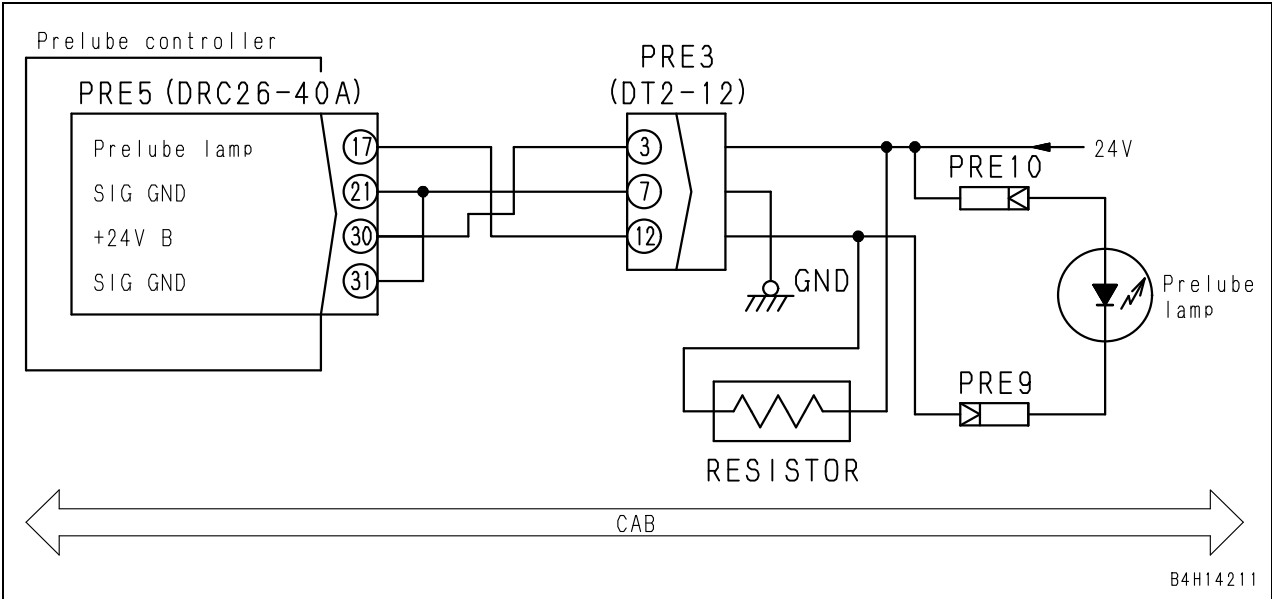 Prelube controller
PRE5 (DRC26-40A)
Prelube lamp
17
SIG GND
21
+24V B
30
SIG GND
31
PRE3
(DT2-12)
3
7
12
24V
PRE10
GND
Prelube
lamp
PRE9
RESISTOR
CAB
B4H14211